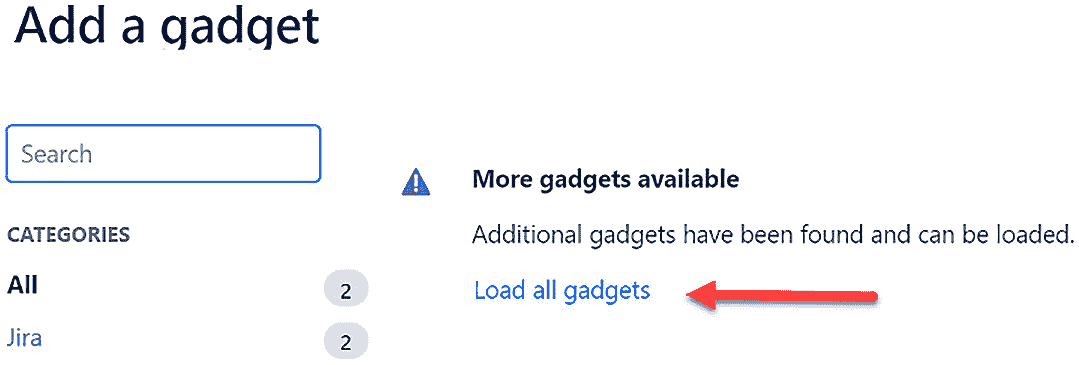 Add a gadget
Search
CATEGORIES
All 2
Jira 2
More gadgets available
Additional gadgets have been found and can be loaded.
Load all gadgets